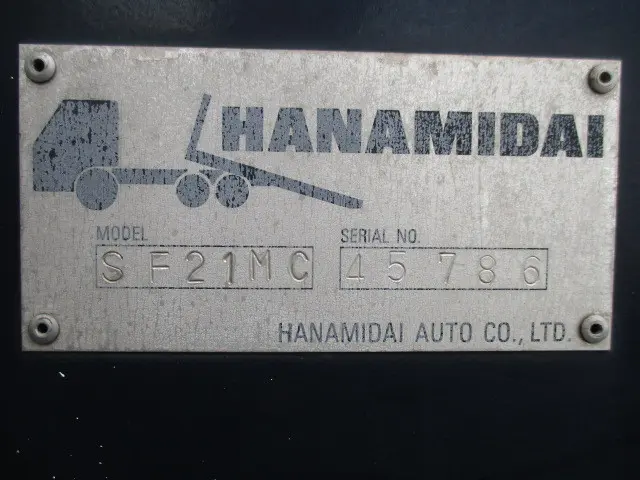 HANAMIDAI
MODEL SERIAL NO.
SF21MC 45786
HANAMIDAI AUTO CO., LTD.